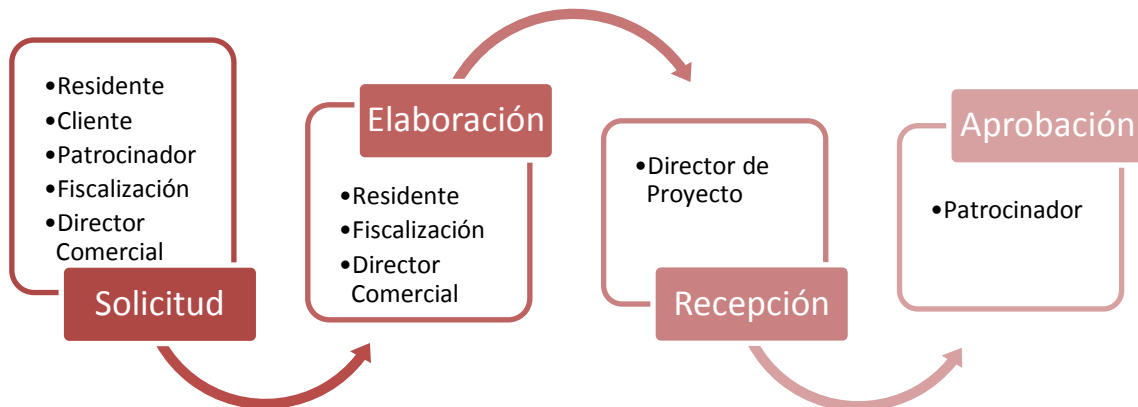 •Residente
•Cliente
•Patrocinador
•Fiscalización
•Director
Comercial
Solicitud
Elaboración
•Residente
•Fiscalización
•Director
Comercial
•Director de
Proyecto
Recepción
Aprobación
•Patrocinador